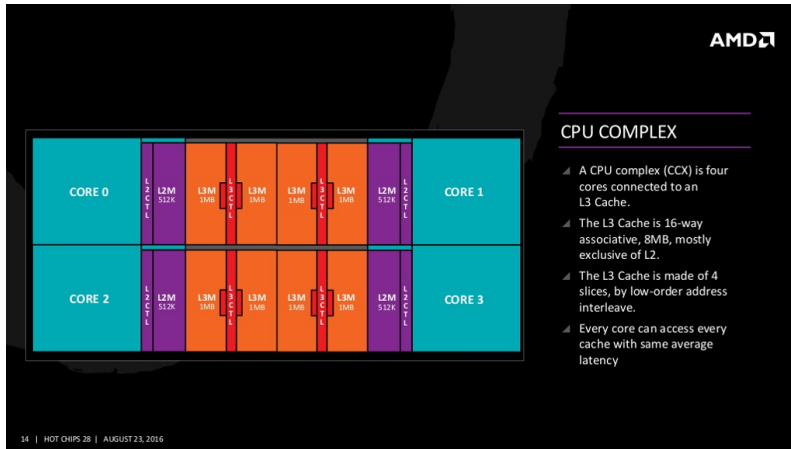 AMD
CPU COMPLEX
A CPU complex (CCX) is four
cores connected to an
L3 Cache.
The L3 Cache is 16-way
associative, 8MB, mostly
exclusive of L2.
The L3 Cache is made of 4
slices, by low-order address
interleave.
Every core can access every
cache with same average
latency
CORE 0
L2CTL
L2M
512K
L3M
1MB
L3CTL
L3M
1MB
L3M
1MB
L3CTL
L3M
1MB
L2M
512K
L2CTL
CORE 1
CORE 2
L2CTL
L2M
512K
L3M
1MB
L3CTL
L3M
1MB
L3M
1MB
L3CTL
L3M
1MB
L2M
512K
L2CTL
CORE 3
14 | HOT CHIPS 28 | AUGUST 23, 2016